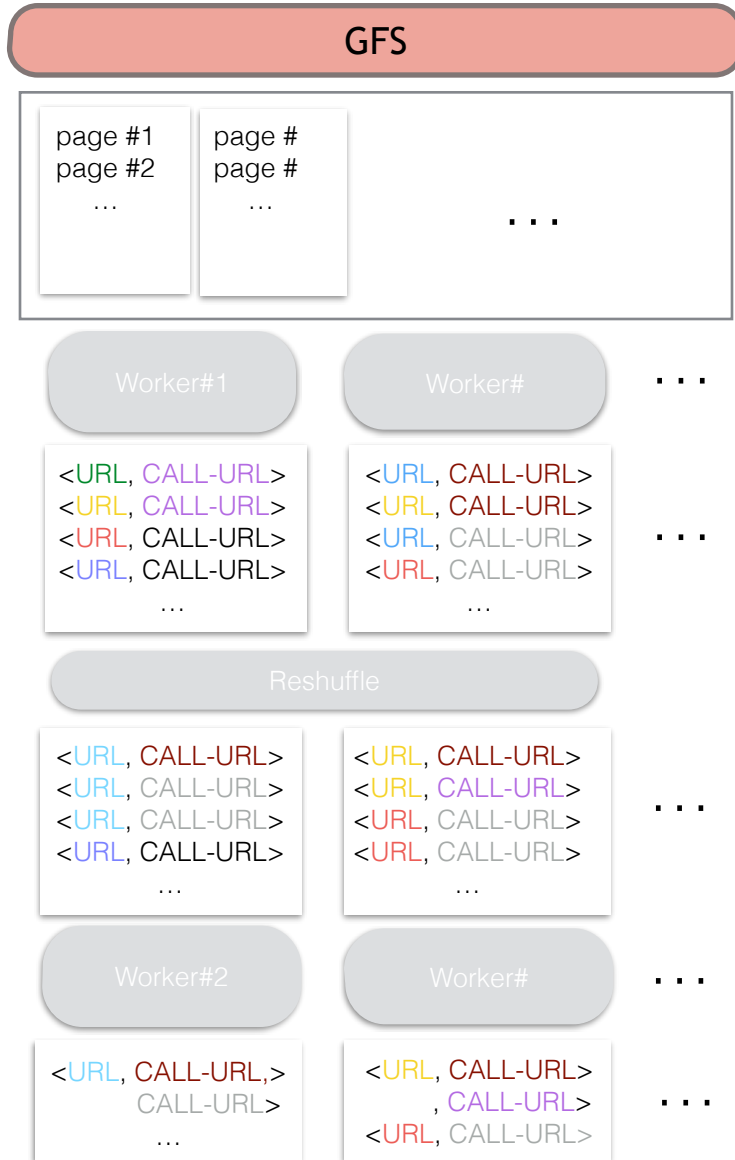 GFS
page #1
page #2
...
page #
page #
...
...
Worker#1
Worker#
...
<URL, CALL-URL>
<URL, CALL-URL>
<URL, CALL-URL>
<URL, CALL-URL>
...
<URL, CALL-URL>
<URL, CALL-URL>
<URL, CALL-URL>
<URL, CALL-URL>
...
...
Reshuffle
<URL, CALL-URL>
<URL, CALL-URL>
<URL, CALL-URL>
<URL, CALL-URL>
...
<URL, CALL-URL>
<URL, CALL-URL>
<URL, CALL-URL>
<URL, CALL-URL>
...
...
Worker#2
Worker#
...
<URL, CALL-URL,>
CALL-URL>
...
<URL, CALL-URL>
, CALL-URL>
<URL, CALL-URL>
...